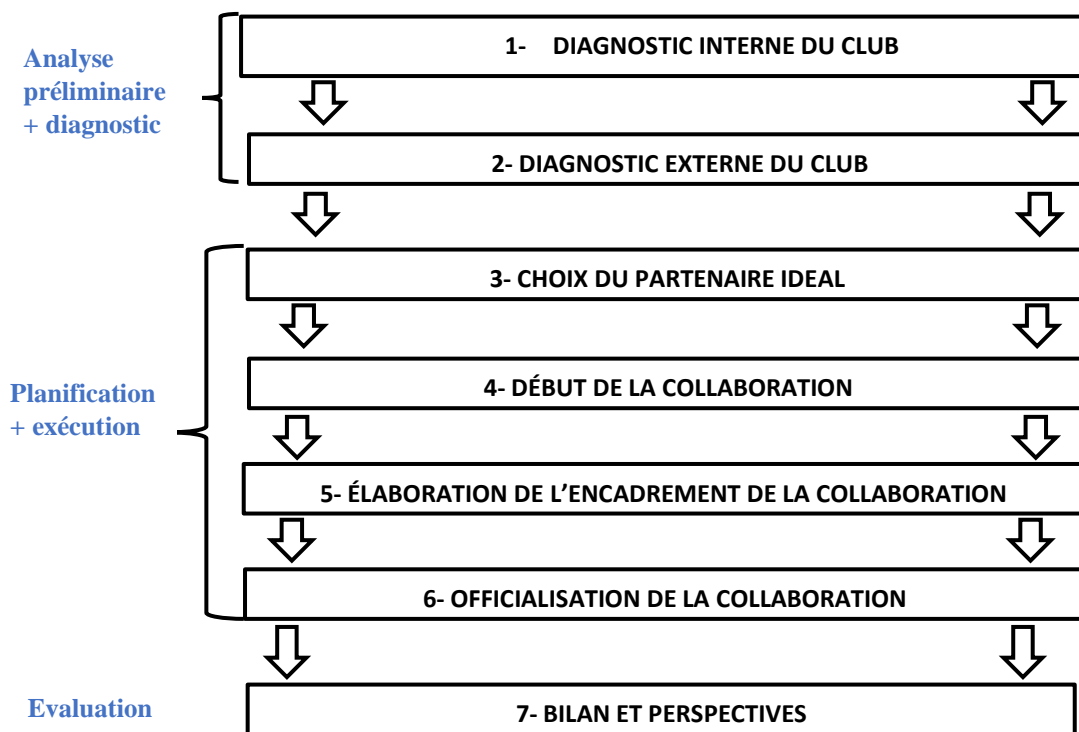 1- DIAGNOSTIC INTERNE DU CLUB
Analyse
préliminaire
+ diagnostic
2- DIAGNOSTIC EXTERNE DU CLUB
3- CHOIX DU PARTENAIRE IDEAL
4- DÉBUT DE LA COLLABORATION
Planification
+ exécution
5- ÉLABORATION DE L'ENCADREMENT DE LA COLLABORATION
6- OFFICIALISATION DE LA COLLABORATION
Evaluation
7- BILAN ET PERSPECTIVES